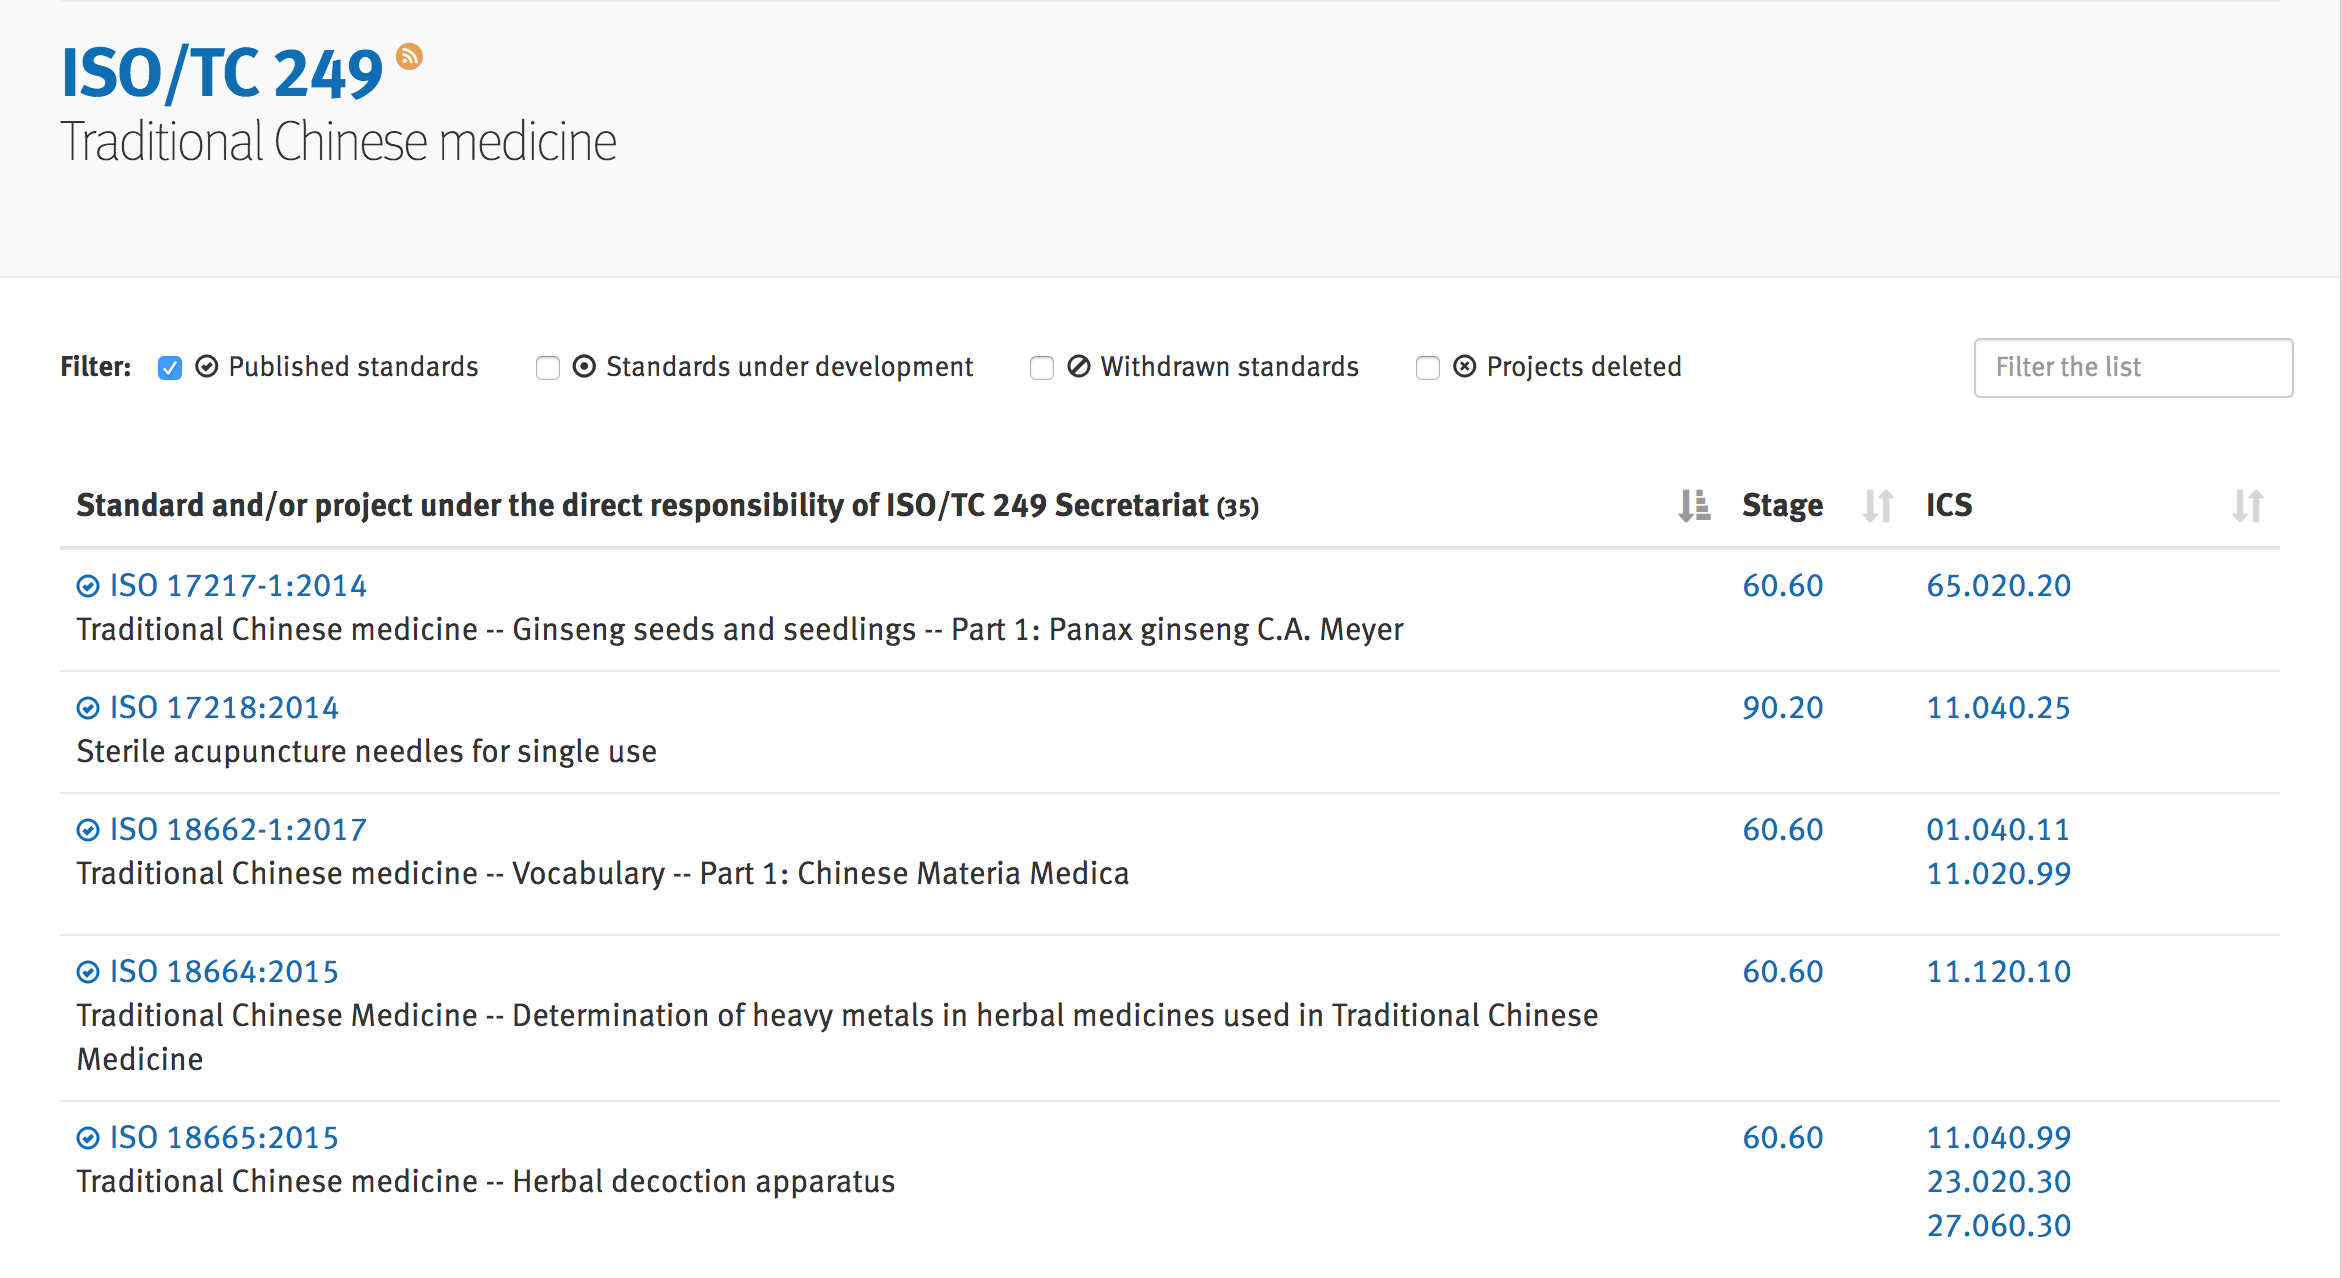 ISO/TC 249
Traditional Chinese medicine
Filter: Published standards Standards under development Withdrawn standards Projects deleted Filter the list
Standard and/or project under the direct responsibility of ISO/TC 249 Secretariat (35) Stage ICS
ISO 17217-1:2014 60.60 65.020.20
Traditional Chinese medicine -- Ginseng seeds and seedlings -- Part 1: Panax ginseng C.A. Meyer
ISO 17218:2014 90.20 11.040.25
Sterile acupuncture needles for single use
ISO 18662-1:2017 60.60 01.040.11
Traditional Chinese medicine -- Vocabulary -- Part 1: Chinese Materia Medica 11.020.99
ISO 18664:2015 60.60 11.120.10
Traditional Chinese Medicine -- Determination of heavy metals in herbal medicines used in Traditional Chinese
Medicine
ISO 18665:2015 60.60 11.040.99
Traditional Chinese medicine -- Herbal decoction apparatus 23.020.30
27.060.30